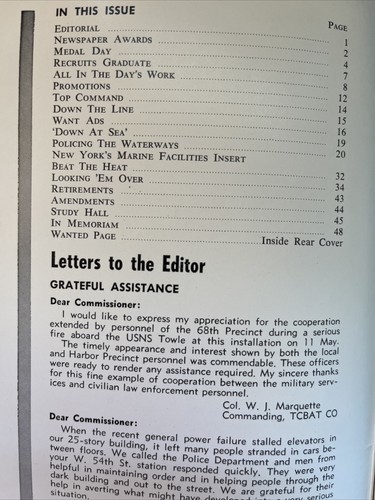 IN THIS ISSUE
PAGE
EDITORIAL 1
NEWSPAPER AWARDS 2
MEDAL DAY 4
RECRUITS GRADUATE 7
ALL IN THE DAY'S WORK 8
PROMOTIONS 12
TOP COMMAND 14
DOWN THE LINE 15
WANT ADS 16
'DOWN AT SEA' 19
POLICING THE WATERWAYS 20
NEW YORK'S MARINE FACILITIES INSERT
BEAT THE HEAT 32
LOOKING 'EM OVER 34
RETIREMENTS 43
AMENDMENTS 44
STUDY HALL 45
IN MEMORIAM 48
WANTED PAGE Inside Rear Cover
Letters to the Editor
GRATEFUL ASSISTANCE
Dear Commissioner:
I would like to express my appreciation for the cooperation
extended by personnel of the 68th Precinct during a serious
fire aboard the USNS Towle at this installation on 11 May.
The timely appearance and interest shown by both the local
and Harbor Precinct personnel was commendable. These officers
were ready to render any assistance required. My sincere thanks
for this fine example of cooperation between the military serv-
ices and civilian law enforcement personnel.
Col. W. J. Marquette
Commanding, TCBAT CO
Dear Commissioner:
When the recent general power failure stalled elevators in
our 25-story building, it left many people stranded in cars be-
tween floors. We called the Police Department and men from
your W. 54th St. station responded quickly. They were very
helpful in maintaining order and in helping people through the
dark building and out to the street. We are grateful for their
help in averting what might have developed into a serious
situation.